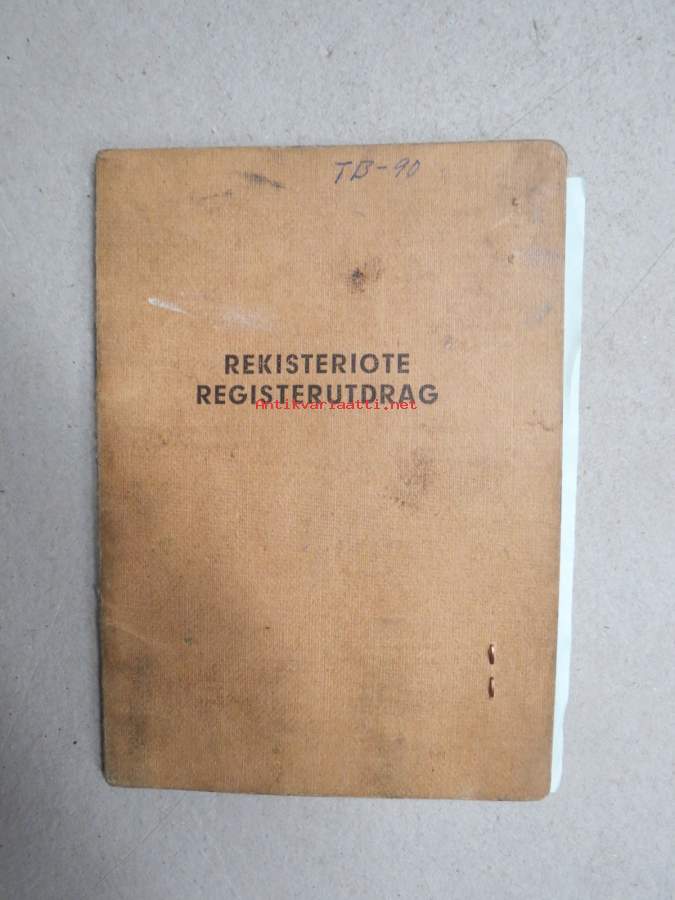 TB-90
REKISTERIOTE
REGISTERUTDRAG
Antikvariaatti.net